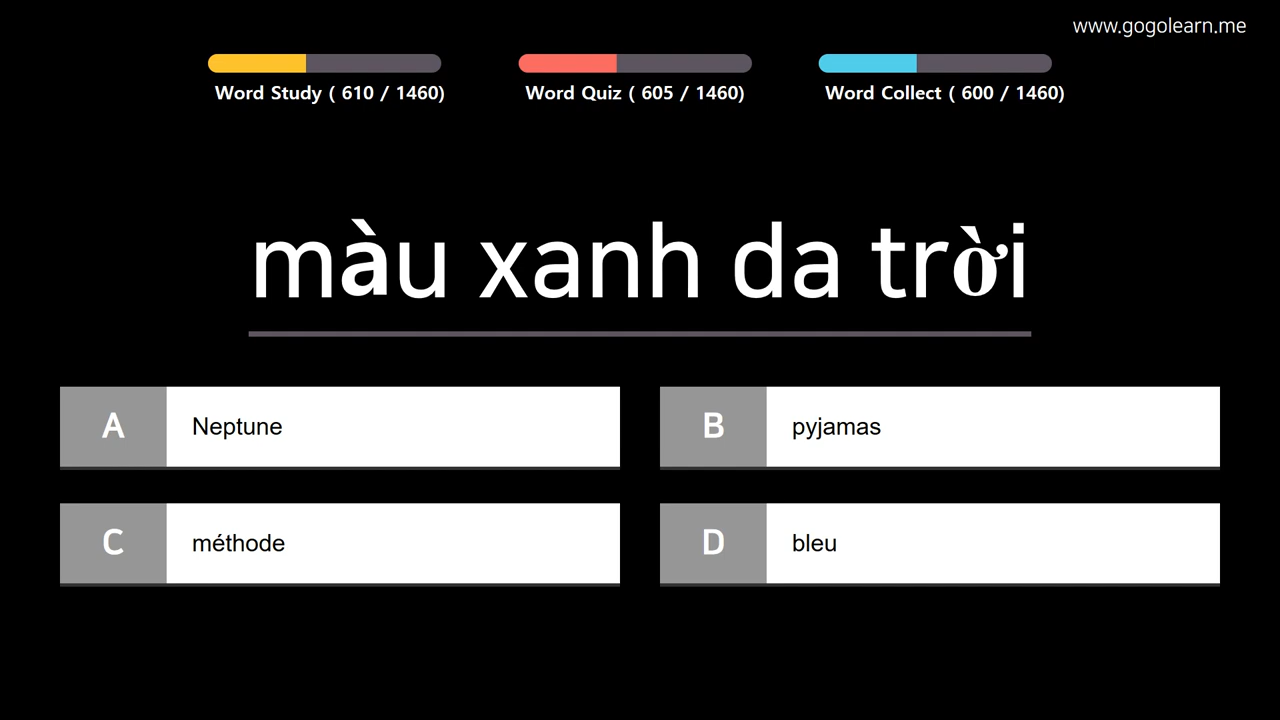 www.gogolearn.me
Word Study ( 610 / 1460)
Word Quiz ( 605 / 1460)
Word Collect ( 600 / 1460)
màu xanh da trời
A Neptune
B pyjamas
C méthode
D bleu